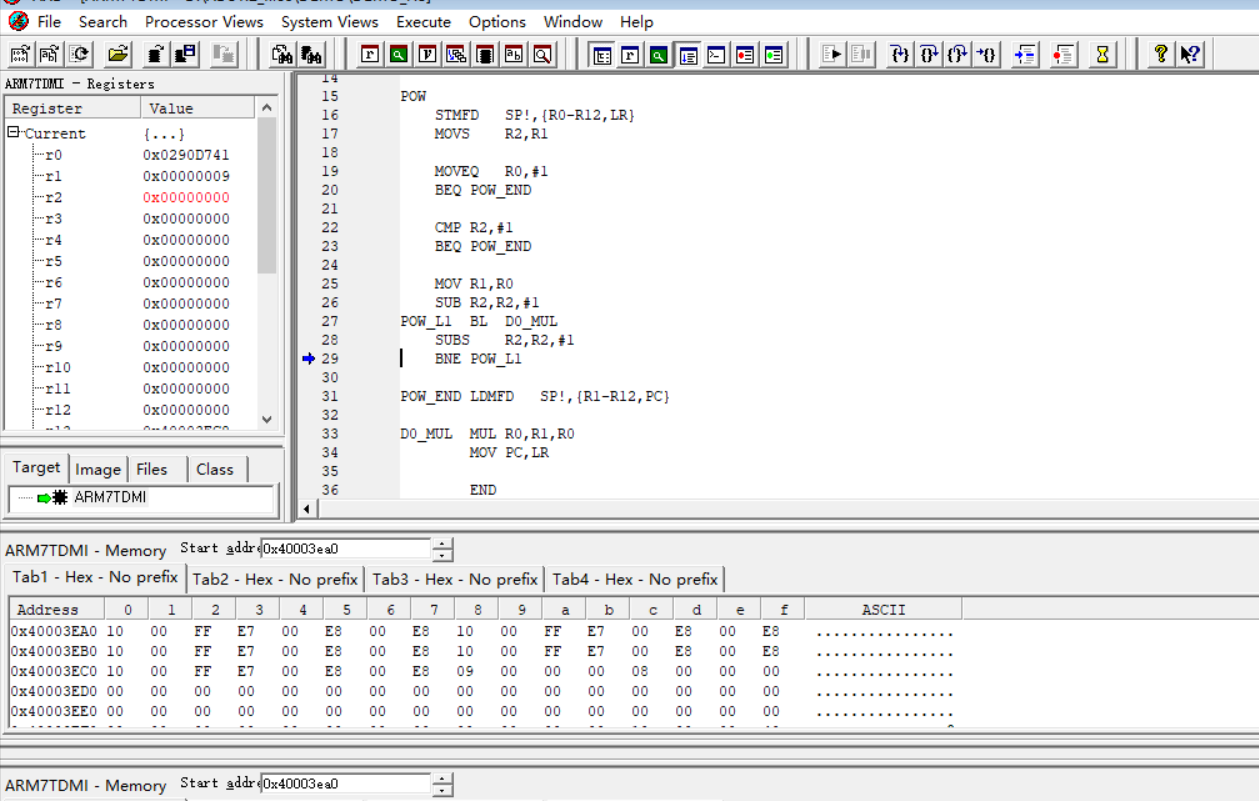 File Search Processor Views System Views Execute Options Window Help
ARM7TDMI - Registers
Register Value
Current {...}
r0 0x0290D741
r1 0x00000009
r2 0x00000000
r3 0x00000000
r4 0x00000000
r5 0x00000000
r6 0x00000000
r7 0x00000000
r8 0x00000000
r9 0x00000000
r10 0x00000000
r11 0x00000000
r12 0x00000000
Target Image Files Class
ARM7TDMI
14
15 POW
16 STMFD SP!,{R0-R12,LR}
17 MOVS R2,R1
18
19 MOVEQ R0,#1
20 BEQ POW_END
21
22 CMP R2,#1
23 BEQ POW_END
24
25 MOV R1,R0
26 SUB R2,R2,#1
27 POW_L1 BL DO_MUL
28 SUBS R2,R2,#1
29 BNE POW_L1
30
31 POW_END LDMFD SP!,{R1-R12,PC}
32
33 DO_MUL MUL R0,R1,R0
34 MOV PC,LR
35
36 END
ARM7TDMI - Memory Start addr 0x40003ea0
Tab1 - Hex - No prefix Tab2 - Hex - No prefix Tab3 - Hex - No prefix Tab4 - Hex - No prefix
Address 0 1 2 3 4 5 6 7 8 9 a b c d e f ASCII
0x40003EA0 10 00 FF E7 00 E8 00 E8 10 00 FF E7 00 E8 00 E8 ................
0x40003EB0 10 00 FF E7 00 E8 00 E8 10 00 FF E7 00 E8 00 E8 ................
0x40003EC0 10 00 FF E7 00 E8 00 E8 09 00 00 00 08 00 00 00 ................
0x40003ED0 00 00 00 00 00 00 00 00 00 00 00 00 00 00 00 00 ................
0x40003EE0 00 00 00 00 00 00 00 00 00 00 00 00 00 00 00 00 ................
ARM7TDMI - Memory Start addr 0x40003ea0